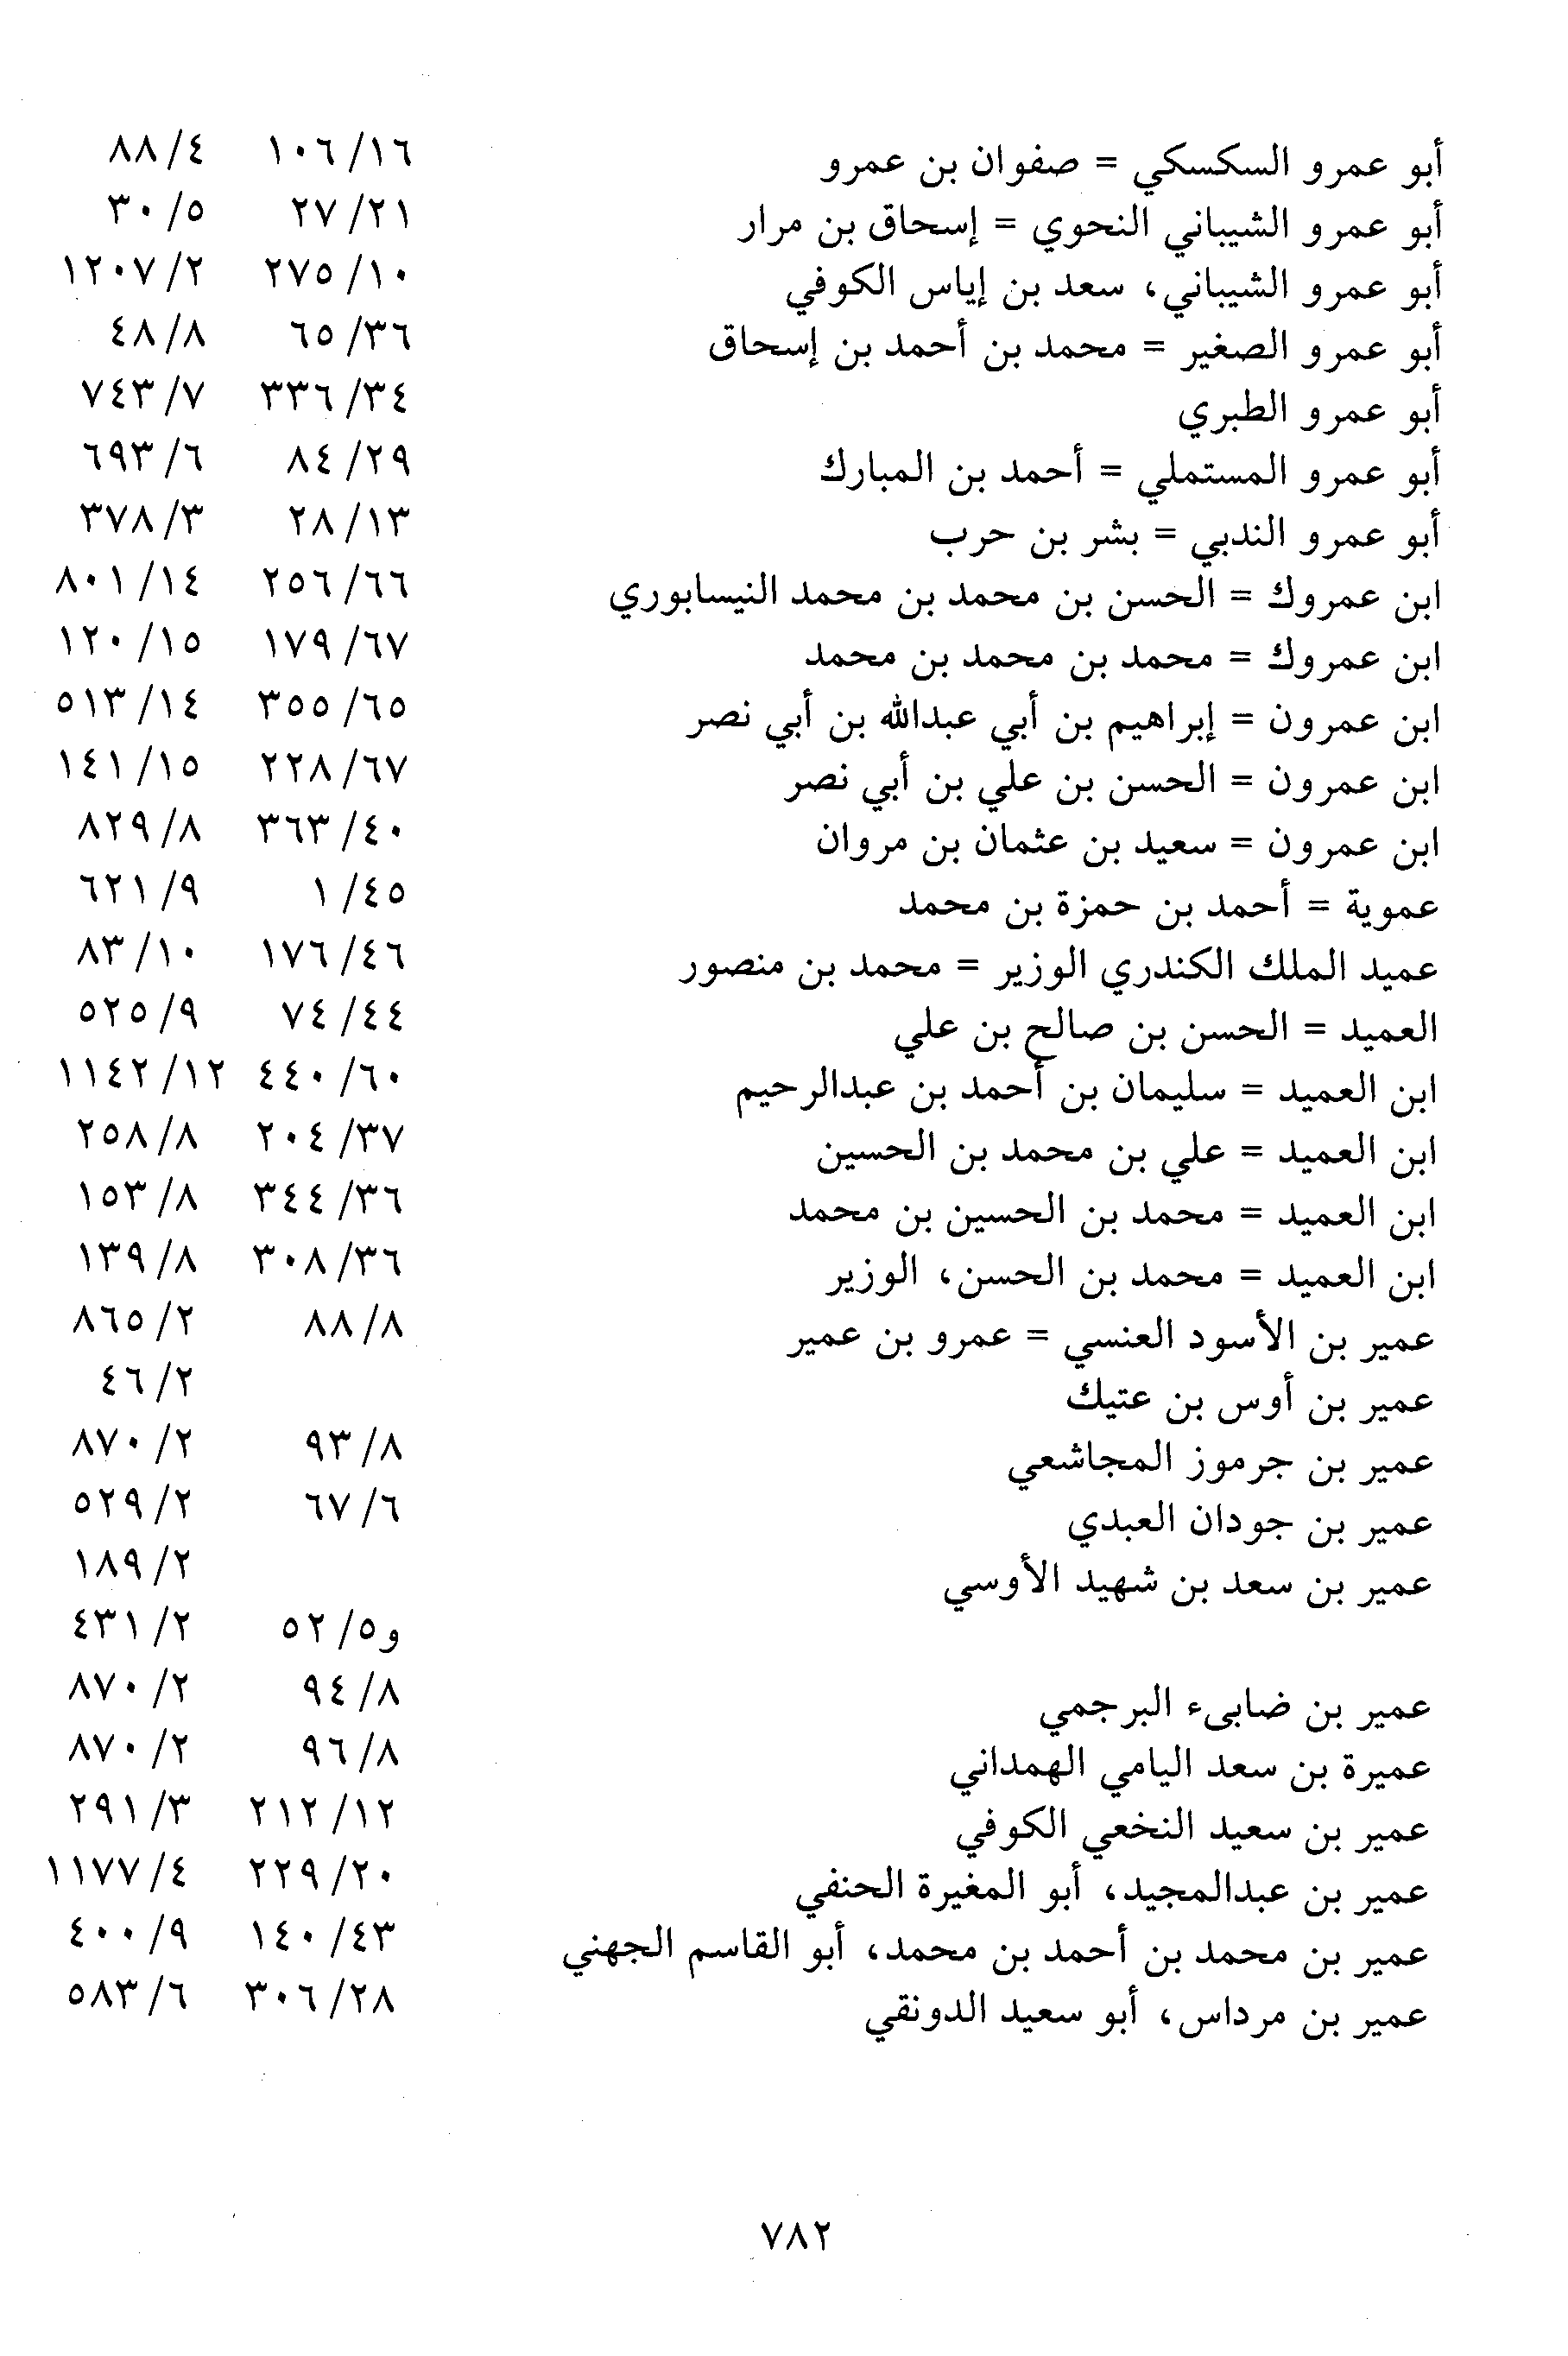 أبو عمرو السكسكي = صفوان بن عمرو ١٦/ ١٠٦ ٤/ ٨٨
أبو عمرو الشيباني النحوي = إسحاق بن مرار ٢١/ ٢٧ ٥/ ٣٠
أبو عمرو الشيباني، سعد بن إياس الكوفي ١٠/ ٢٧٥ ٢/ ١٢٠٧
أبو عمرو الصغير = محمد بن أحمد بن إسحاق ٣٦/ ٦٥ ٨/ ٤٨
أبو عمرو الطبري ٣٤/ ٣٣٦ ٧/ ٧٤٣
أبو عمرو المستملي = أحمد بن المبارك ٢٩/ ٨٤ ٦/ ٦٩٣
أبو عمرو الندبي = بشر بن حرب ١٣/ ٢٨ ٣/ ٣٧٨
ابن عمروك = الحسن بن محمد بن محمد النيسابوري ٦٦/ ٢٥٦ ١٤/ ٨٠١
ابن عمروك = محمد بن محمد بن محمد ٦٧/ ١٧٩ ١٥/ ١٢٠
ابن عمرون = إبراهيم بن أبي عبدالله بن أبي نصر ٦٥/ ٣٥٥ ١٤/ ٥١٣
ابن عمرون = الحسن بن علي بن أبي نصر ٦٧/ ٢٢٨ ١٥/ ١٤١
ابن عمرون = سعيد بن عثمان بن مروان ٤٠/ ٣٦٣ ٨/ ٨٢٩
عموية = أحمد بن حمزة بن محمد ٤٥/ ١ ٩/ ٦٢١
عميد الملك الكندري الوزير = محمد بن منصور ٤٦/ ١٧٦ ١٠/ ٨٣
العميد = الحسن بن صالح بن علي ٤٤/ ٧٤ ٩/ ٥٢٥
ابن العميد = سليمان بن أحمد بن عبدالرحيم ٦٠/ ٤٤٠ ١٢/ ١١٤٢
ابن العميد = علي بن محمد بن الحسين ٣٧/ ٢٠٤ ٨/ ٢٥٨
ابن العميد = محمد بن الحسين بن محمد ٣٦/ ٣٤٤ ٨/ ١٥٣
ابن العميد = محمد بن الحسن، الوزير ٣٦/ ٣٠٨ ٨/ ١٣٩
عمير بن الأسود العنسي = عمرو بن عمير ٨/ ٨٨ ٢/ ٨٦٥
عمير بن أوس بن عتيك ٢/ ٤٦
عمير بن جرموز المجاشعي ٨/ ٩٣ ٢/ ٨٧٠
عمير بن جودان العبدي ٦/ ٦٧ ٢/ ٥٢٩
عمير بن سعد بن شهيد الأوسي ٢/ ١٨٩
و٥/ ٥٢ ٢/ ٤٣١
عمير بن ضابىء البرجمي ٨/ ٩٤ ٢/ ٨٧٠
عميرة بن سعد اليامي الهمداني ٨/ ٩٦ ٢/ ٨٧٠
عمير بن سعيد النخعي الكوفي ١٢/ ٢١٢ ٣/ ٢٩١
عمير بن عبدالمجيد، أبو المغيرة الحنفي ٢٠/ ٢٢٩ ٤/ ١١٧٧
عمير بن محمد بن أحمد بن محمد، أبو القاسم الجهني ٤٣/ ١٤٠ ٩/ ٤٠٠
عمير بن مرداس، أبو سعيد الدونقي ٢٨/ ٣٠٦ ٦/ ٥٨٣
٧٨٢